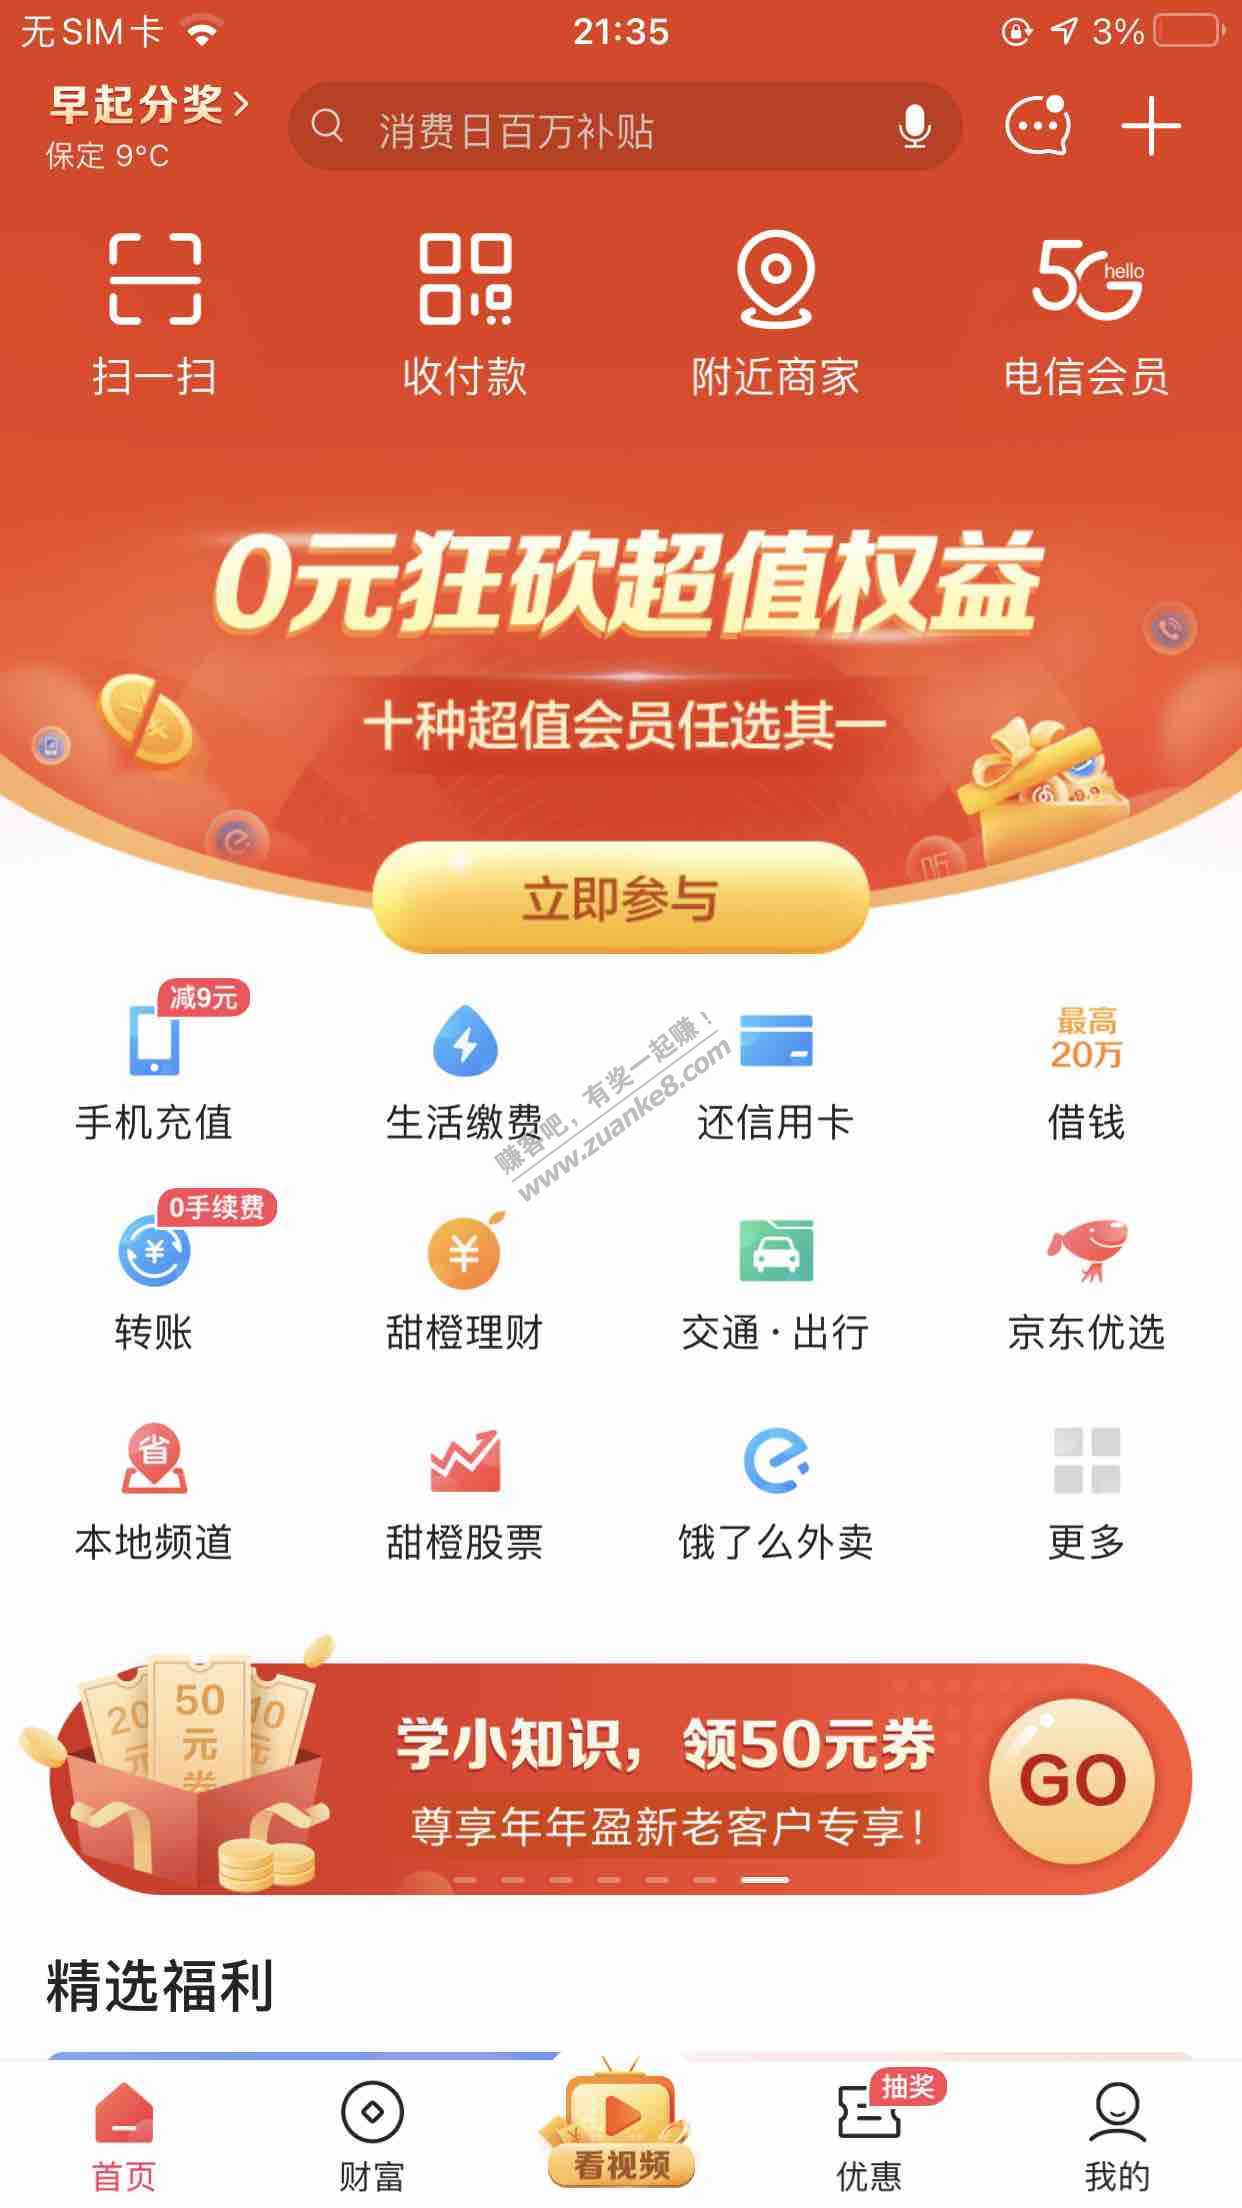 无SIM卡
21:35
3%
早起分奖
保定 9°C
消费日百万补贴
扫一扫
收付款
附近商家
5G hello
电信会员
0元狂砍超值权益
十种超值会员任选其一
听
立即参与
减9元
手机充值
生活缴费
还信用卡
最高
20万
借钱
赚客吧，有奖一起赚！
www.zuanke8.com
0手续费
转账
甜橙理财
交通·出行
京东优选
省
本地频道
甜橙股票
饿了么外卖
更多
20元
50元券
10元
学小知识，领50元券
尊享年年盈新老客户专享！
GO
精选福利
首页
财富
看视频
抽奖
优惠
我的